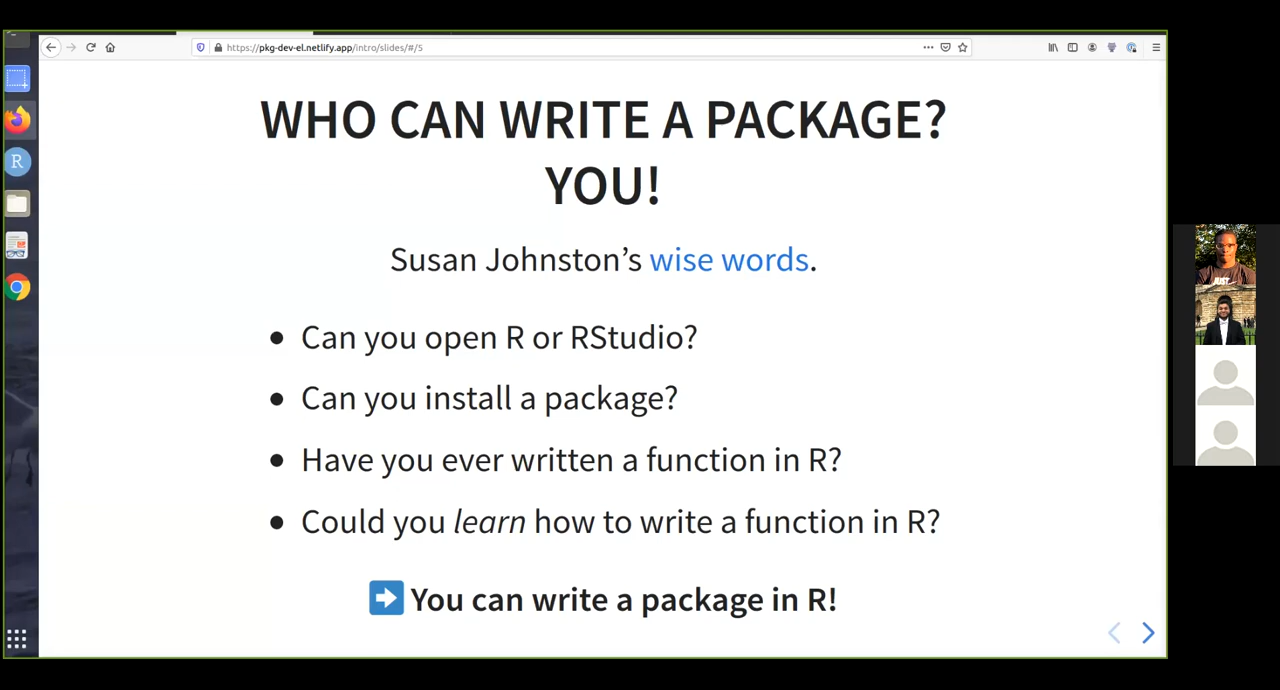 https://pkg-dev-el.netlify.app/intro/slides/#/5
WHO CAN WRITE A PACKAGE?
YOU!
Susan Johnston’s wise words.
• Can you open R or RStudio?
• Can you install a package?
• Have you ever written a function in R?
• Could you learn how to write a function in R?
➡ You can write a package in R!
R
JUST